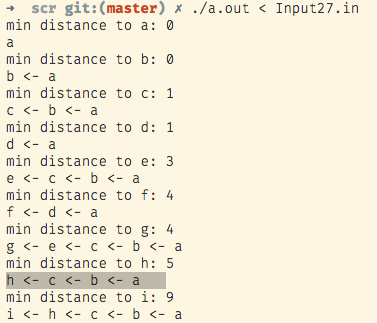 → scr git:(master) ✗ ./a.out < Input27.in
min distance to a: 0
a
min distance to b: 0
b <- a
min distance to c: 1
c <- b <- a
min distance to d: 1
d <- a
min distance to e: 3
e <- c <- b <- a
min distance to f: 4
f <- d <- a
min distance to g: 4
g <- e <- c <- b <- a
min distance to h: 5
h <- c <- b <- a
min distance to i: 9
i <- h <- c <- b <- a